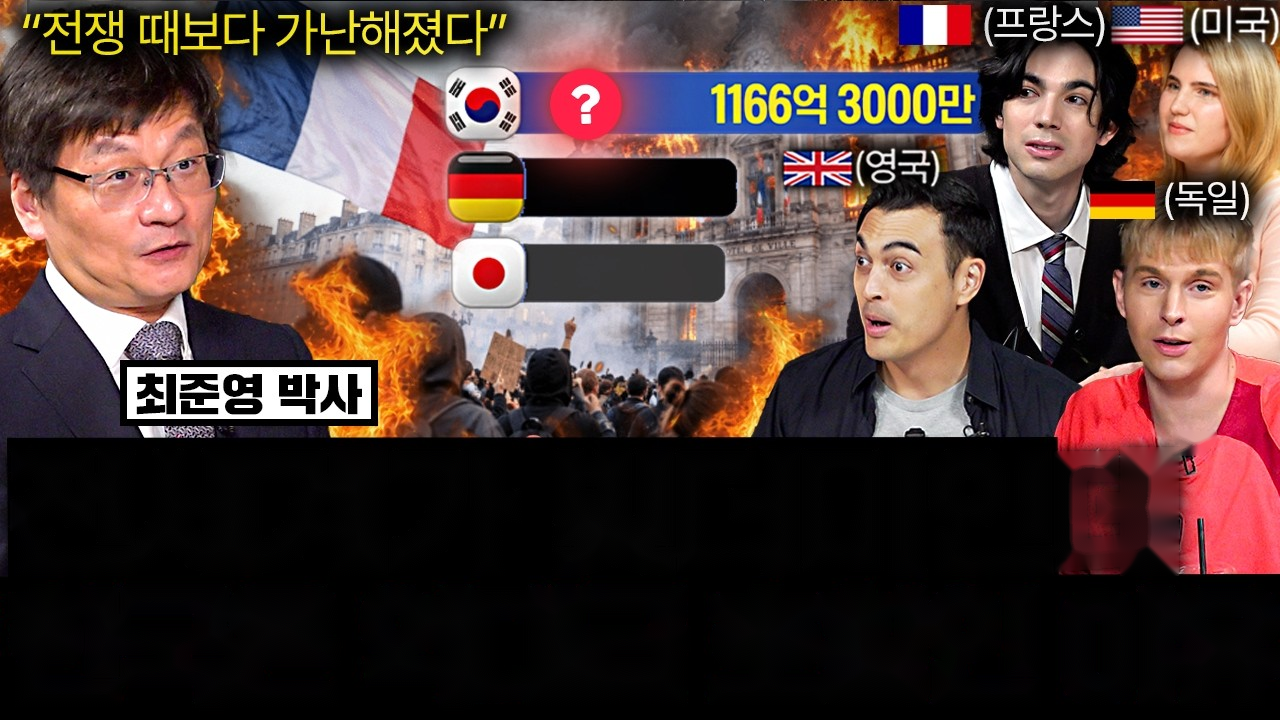 “전쟁 때보다 가난해졌다”
(프랑스)
(미국)
?
1166억 3000만
(영국)
(독일)
최준영 박사